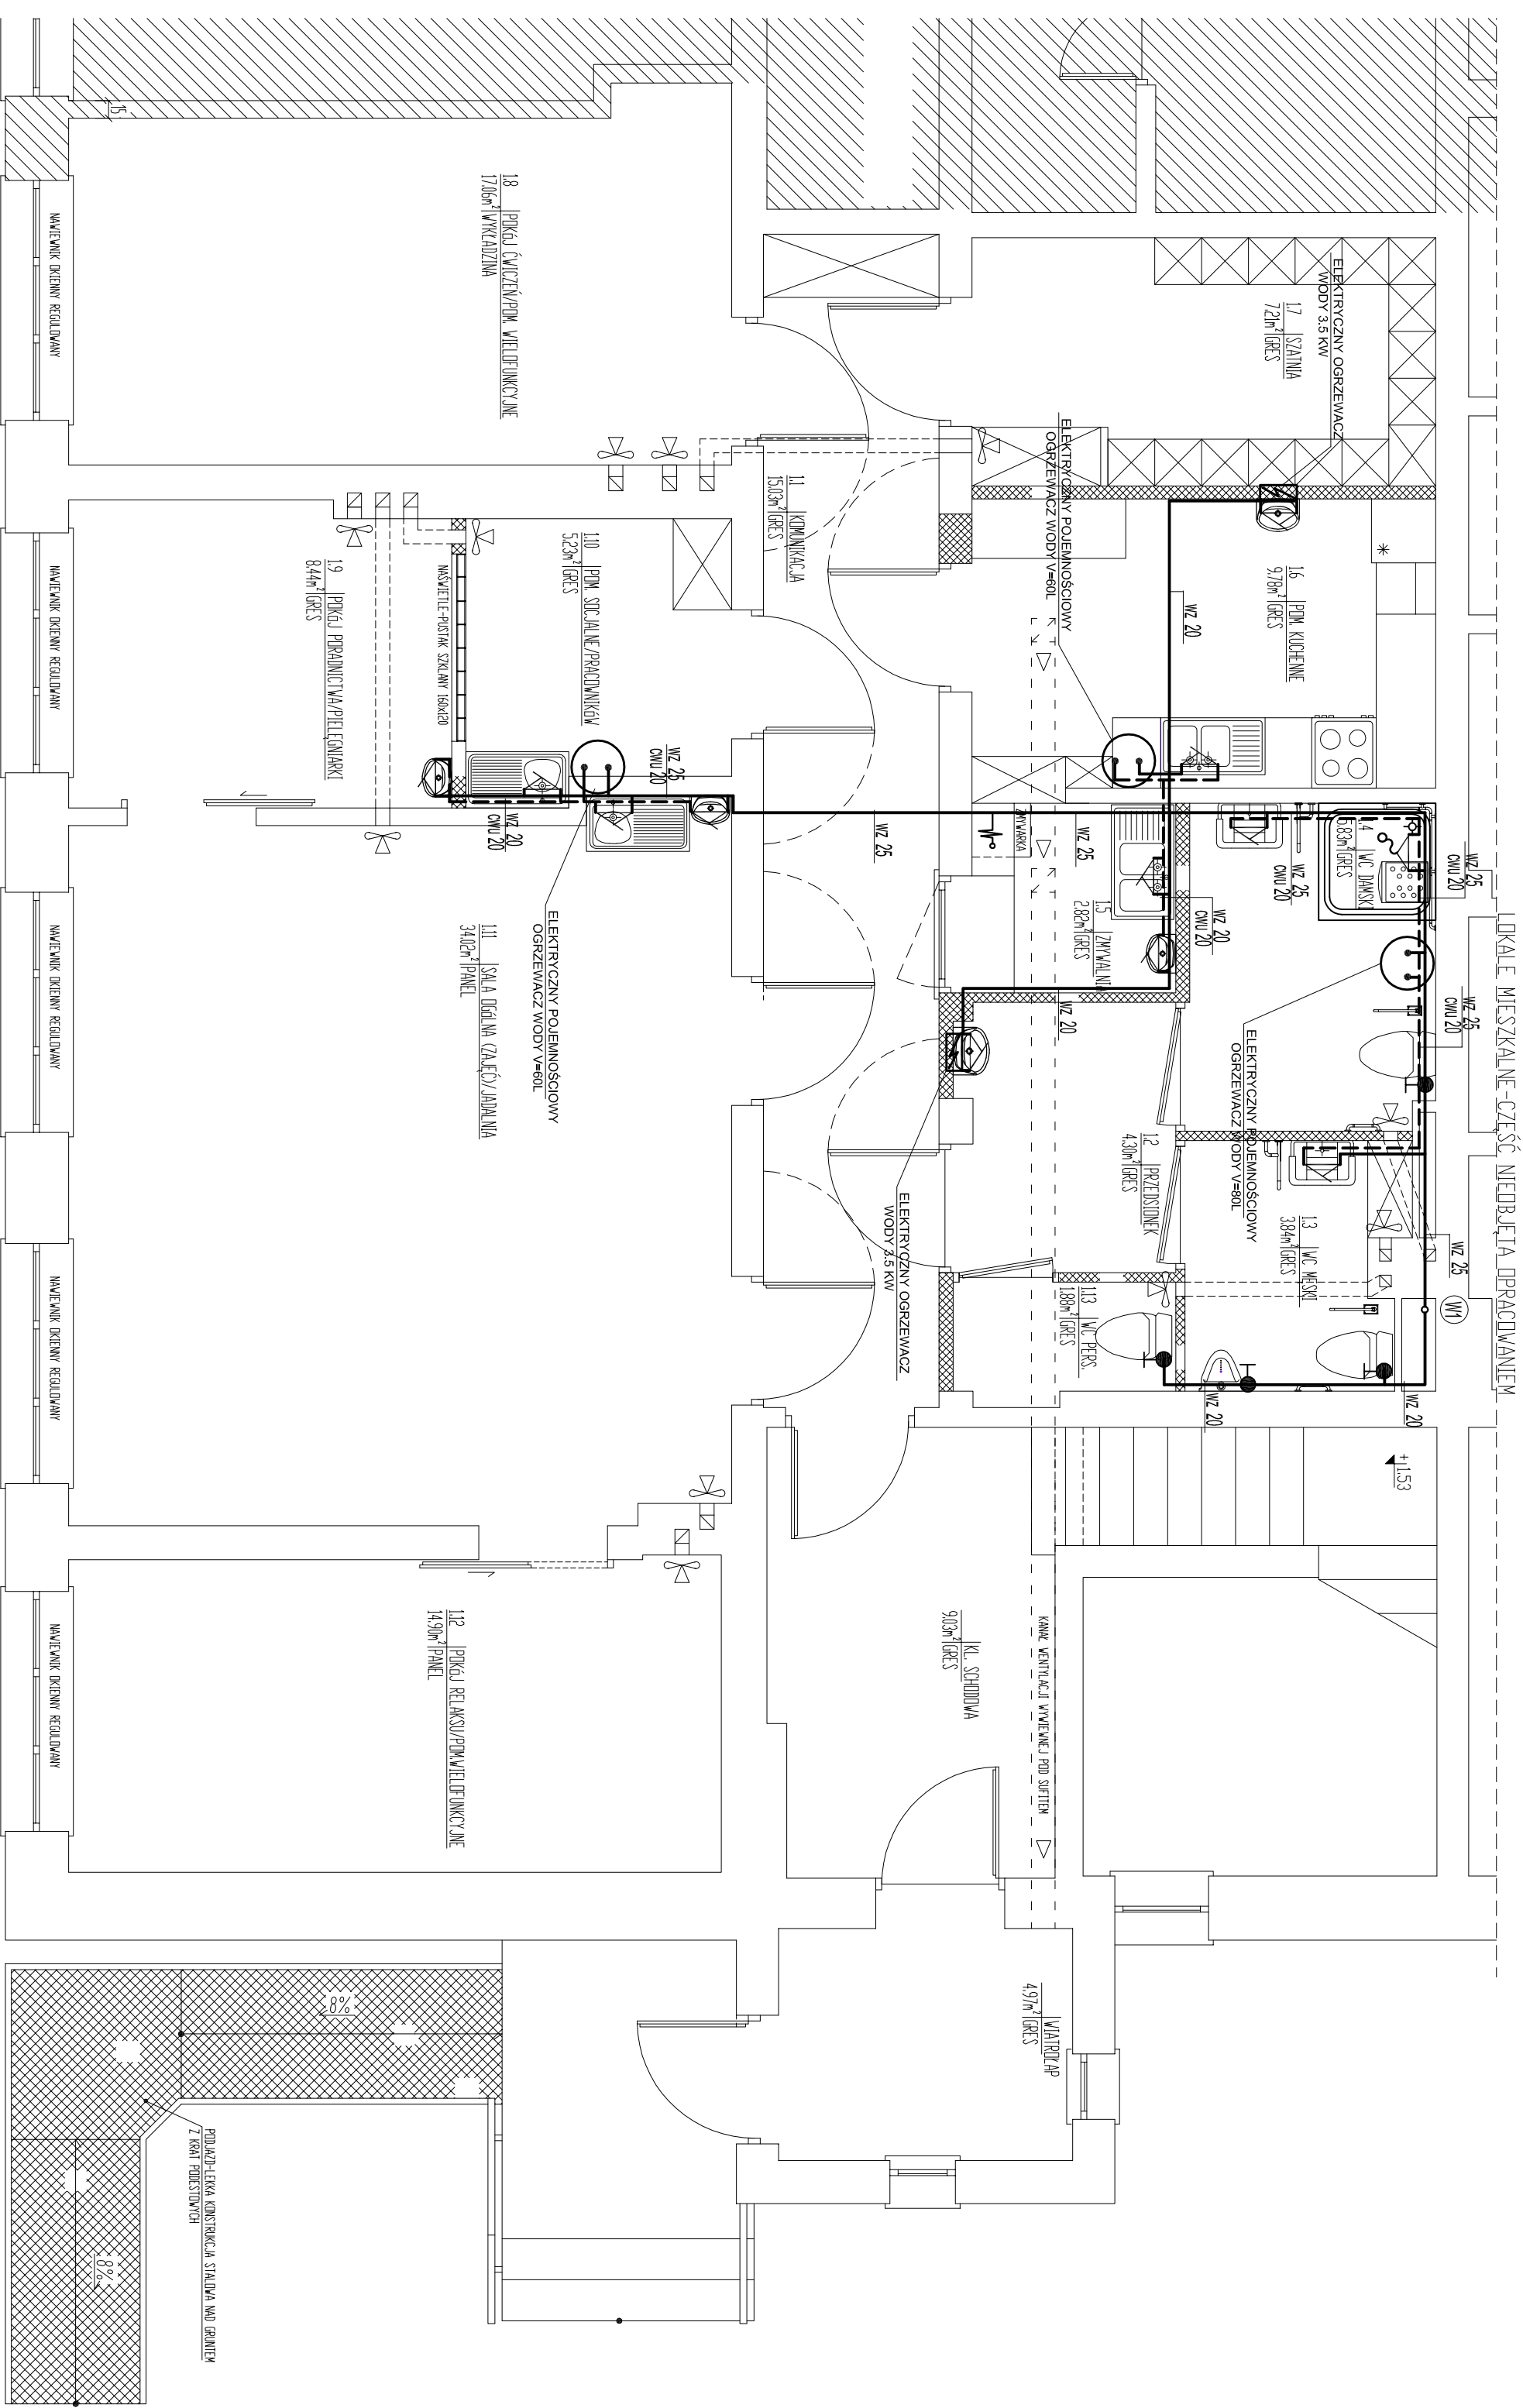 LOKALE MIESZKALNE-CZĘŚĆ NIEOBJĘTA OPRACOWANIEM
15
1.8 POKÓJ ĆWICZEŃ/POM. WIELOFUNKCYJNE
17.06m² WYKŁADZINA
NAWIEWNIK OKIENNY REGULOWANY
ELEKTRYCZNY OGRZEWACZ
WODY 3.5 KW
1.7 SZATNIA
7.21m² GRES
ELEKTRYCZNY POJEMNOŚCIOWY
OGRZEWACZ WODY V=60L
1.1 KOMUNIKACJA
15.03m² GRES
1.6 POM. KUCHENNE
9.78m² GRES
WZ 20
1.10 POM. SOCJALNE/PRACOWNIKÓW
5.23m² GRES
NAŚWIETLE-PUSTAK SZKLANY 160x120
1.9 POKÓJ PORADNICTWA/PIELĘGNIARKI
8.44m² GRES
NAWIEWNIK OKIENNY REGULOWANY
WZ 25
CWU 20
WZ 20
CWU 20
WZ 25
ZMYWARKA
WZ 25
1.4 WC DAMSKI
5.83m² GRES
WZ 25
CWU 20
WZ 25
CWU 20
WZ 20
CWU 20
1.5 ZMYWALNIA
2.82m² GRES
WZ 20
WZ 25
CWU 20
ELEKTRYCZNY POJEMNOŚCIOWY
OGRZEWACZ WODY V=80L
1.11 SALA OGÓLNA (ZAJĘĆ)/JADALNIA
34.02m² PANEL
ELEKTRYCZNY POJEMNOŚCIOWY
OGRZEWACZ WODY V=60L
NAWIEWNIK OKIENNY REGULOWANY
1.2 PRZEDSIONEK
4.30m² GRES
1.3 WC MĘSKI
3.84m² GRES
WZ 25
W1
ELEKTRYCZNY OGRZEWACZ
WODY 3.5 KW
1.13 WC PERS.
1.88m² GRES
WZ 20
WZ 20
NAWIEWNIK OKIENNY REGULOWANY
+1.53
KL. SCHODOWA
9.03m² GRES
KANAŁ WENTYLACJI WYWIEWNEJ POD SUFITEM
1.12 POKÓJ RELAKSU/POM.WIELOFUNKCYJNE
14.90m² PANEL
NAWIEWNIK OKIENNY REGULOWANY
WIATROŁAP
4.97m² GRES
8%
8%
PODJAZD-LEKKA KONSTRUKCJA STALOWA NAD GRUNTEM
Z KRAT PODESTOWYCH